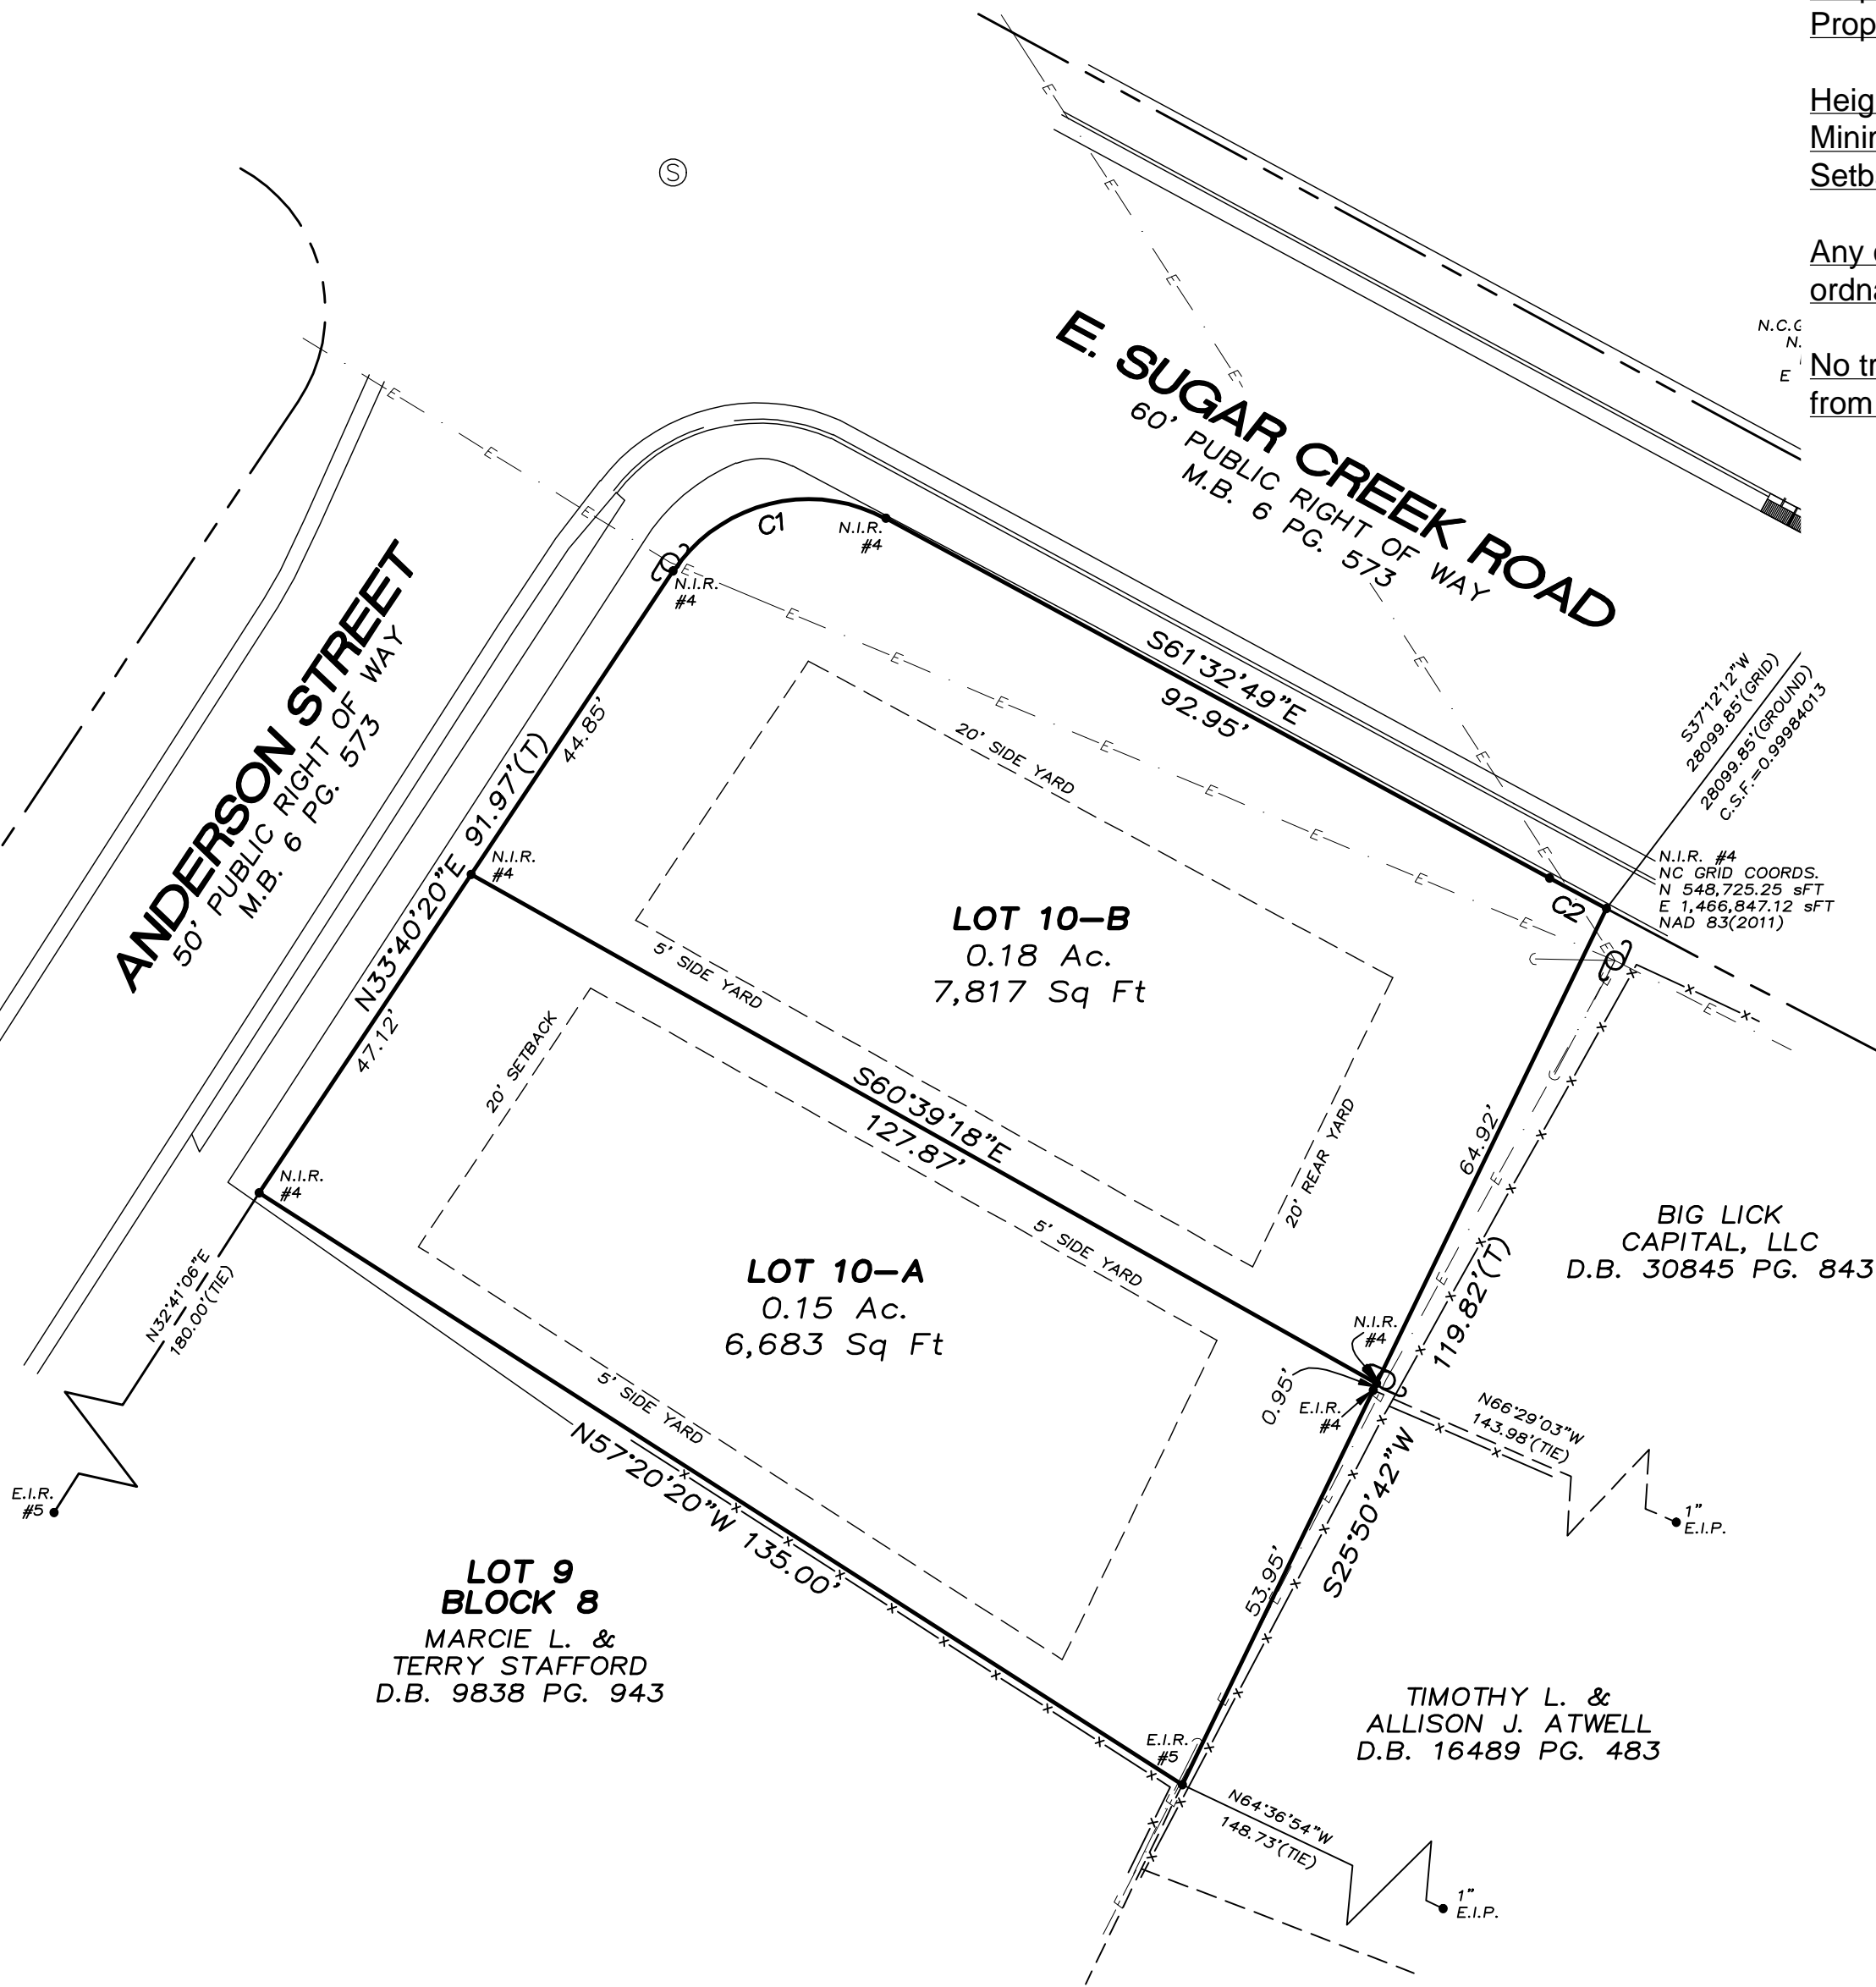 Prop
Heig
Minin
Setb
Any
ordna
N.C.G
N.
E
No tr
from
S
E. SUGAR CREEK ROAD
60' PUBLIC RIGHT OF WAY
M.B. 6 PG. 573
ANDERSON STREET
50' PUBLIC RIGHT OF WAY
M.B. 6 PG. 573
C1
N.I.R.
#4
N.I.R.
#4
S61°32'49"E
92.95'
S37°12'12"W
28099.85'(GRID)
28099.85'(GROUND)
C.S.F.=0.99984013
N33°40'20"E 91.97'(T)
44.85'
47.12'
20' SIDE YARD
N.I.R.
#4
N.I.R. #4
NC GRID COORDS.
N 548,725.25 sFT
E 1,466,847.12 sFT
NAD 83(2011)
C2
LOT 10-B
0.18 Ac.
7,817 Sq Ft
5' SIDE YARD
20' SETBACK
S60°39'18"E
127.87'
20' REAR YARD
64.92'
119.82'(T)
BIG LICK
CAPITAL, LLC
D.B. 30845 PG. 843
N.I.R.
#4
5' SIDE YARD
LOT 10-A
0.15 Ac.
6,683 Sq Ft
N32°41'06"E
180.00'(TIE)
N.I.R.
#4
0.95'
E.I.R.
#4
N66°29'03"W
143.98'(TIE)
1"
E.I.P.
5' SIDE YARD
N57°20'20"W 135.00'
S25°50'42"W
53.95'
E.I.R.
#5
LOT 9
BLOCK 8
MARCIE L. &
TERRY STAFFORD
D.B. 9838 PG. 943
TIMOTHY L. &
ALLISON J. ATWELL
D.B. 16489 PG. 483
E.I.R.
#5
N64°36'54"W
148.73'(TIE)
1"
E.I.P.